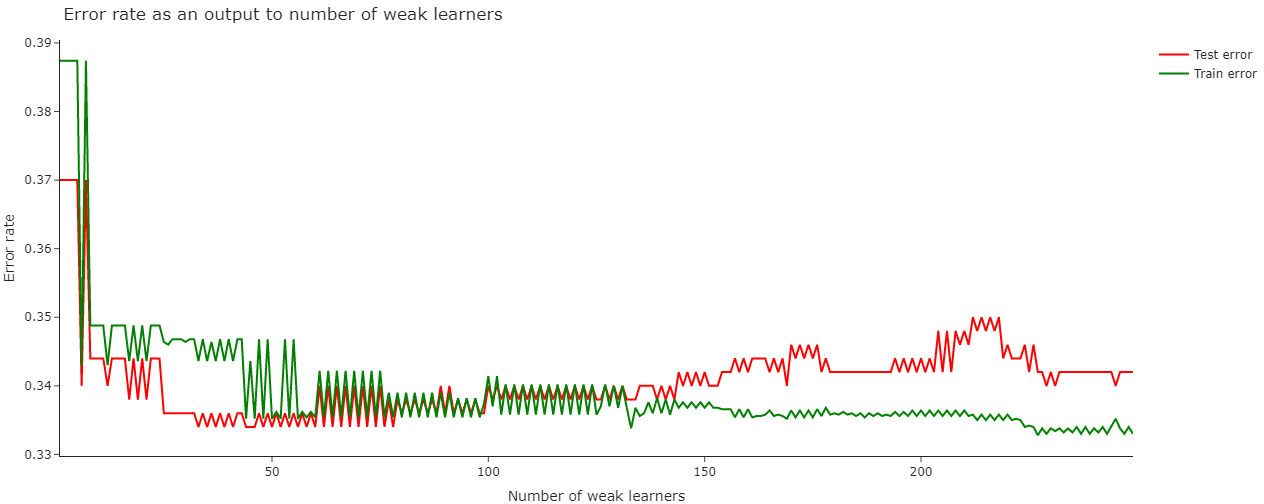 Error rate as an output to number of weak learners
0.39
0.38
0.37
0.36
0.35
0.34
0.33
Error rate
50
100
150
200
Number of weak learners
Test error
Train error